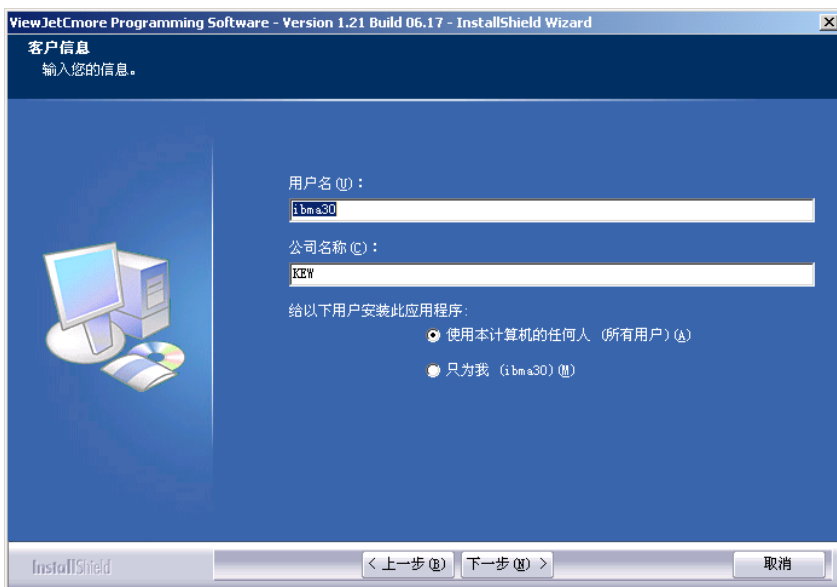 ViewJetCmore Programming Software - Version 1.21 Build 06.17 - InstallShield Wizard
客户信息
输入您的信息。
用户名(U)：
ibma30
公司名称(C)：
KEW
给以下用户安装此应用程序:
使用本计算机的任何人 (所有用户)(A)
只为我 (ibma30)(M)
InstallShield
< 上一步(B)
下一步(N) >
取消